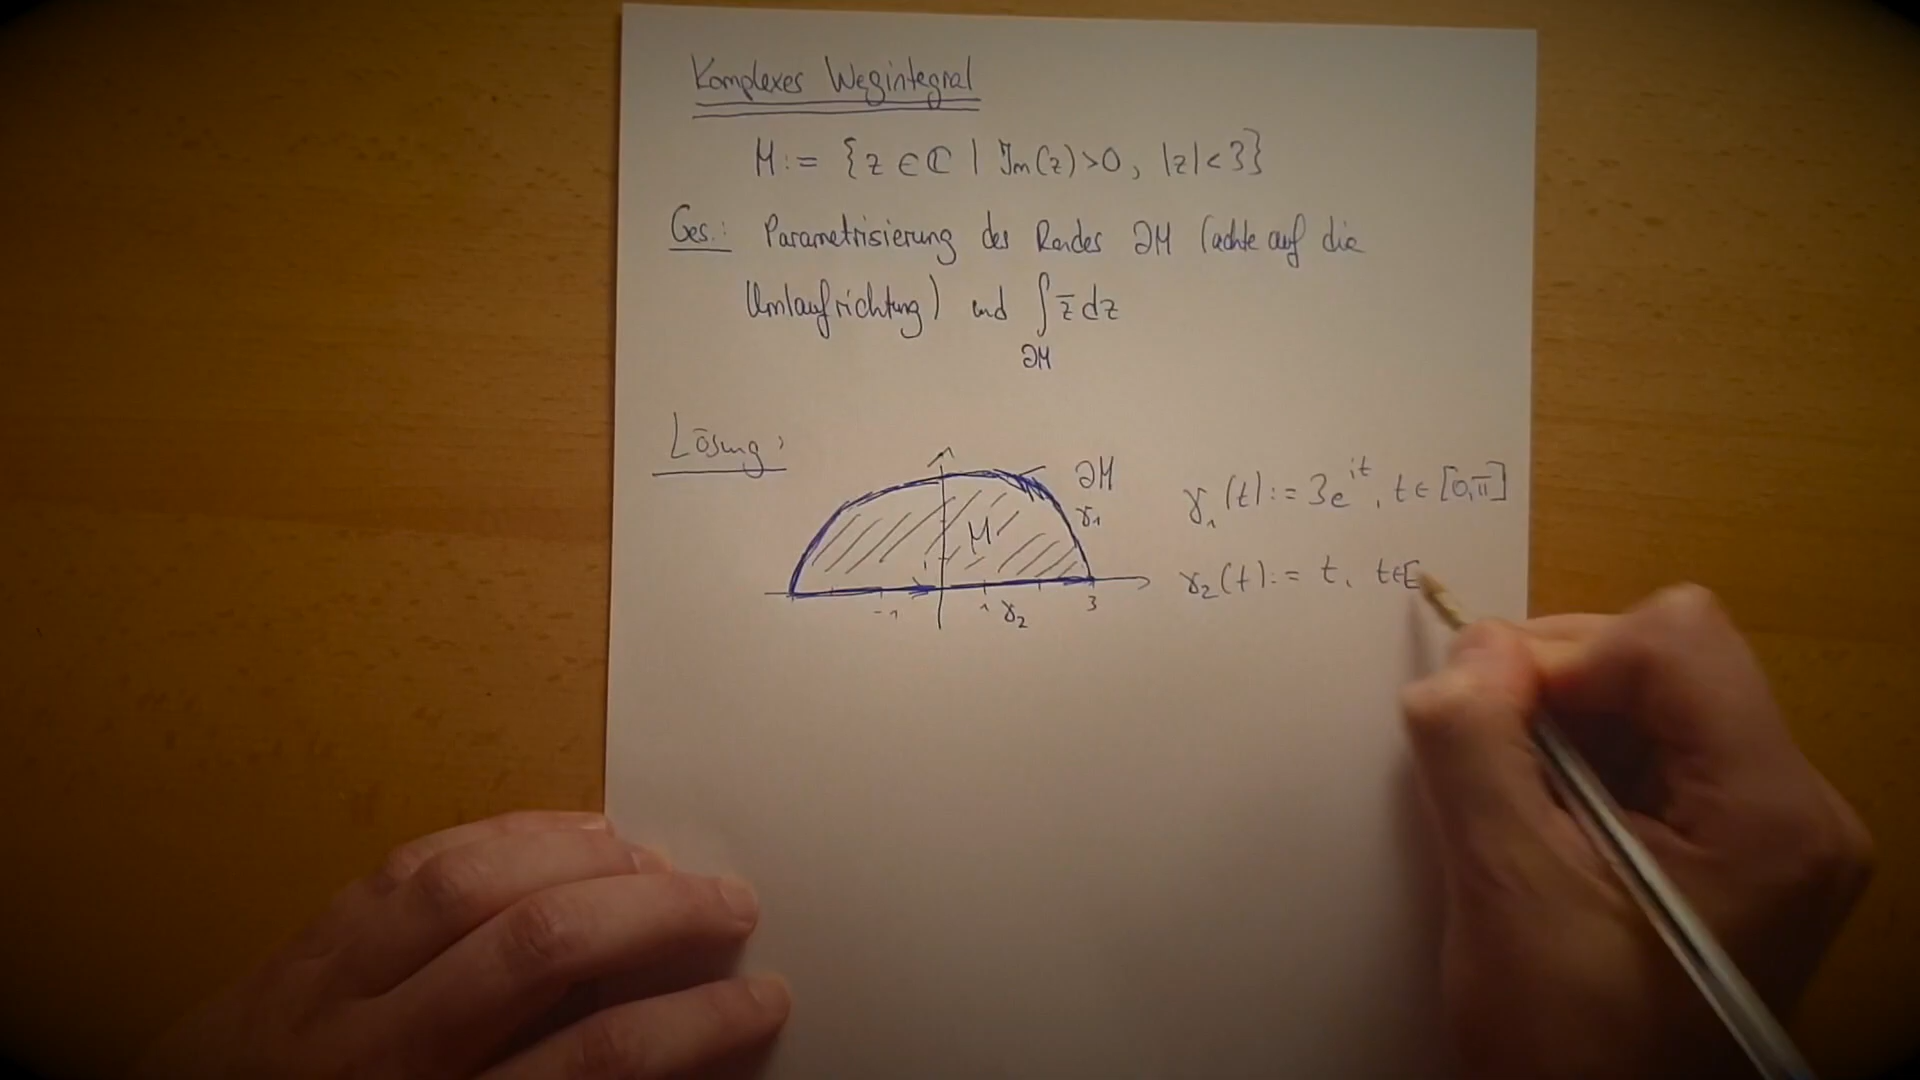 Komplexes Wegintegral
M := {z ∈ ℂ | Im(z)>0, |z|<3}
Ges.: Parametrisierung des Randes ∂M (achte auf die
Umlaufrichtung) und ∫ z̄ dz
∂M
Lösung:
∂M
γ₁
M
-1 1 γ₂ 3
γ₁(t) := 3e^{it}, t ∈ [0,π]
γ₂(t) := t, t∈[